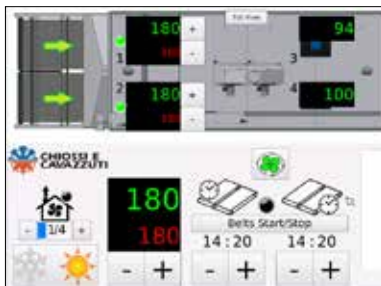 180 + 94
1 180 - 3
2 180 + 4 100
180 -
CHIOSSI E
CAVAZZUTI
180
- 1/4 + 180
Belts Start/Stop
14:20 14:20
- + - + - +